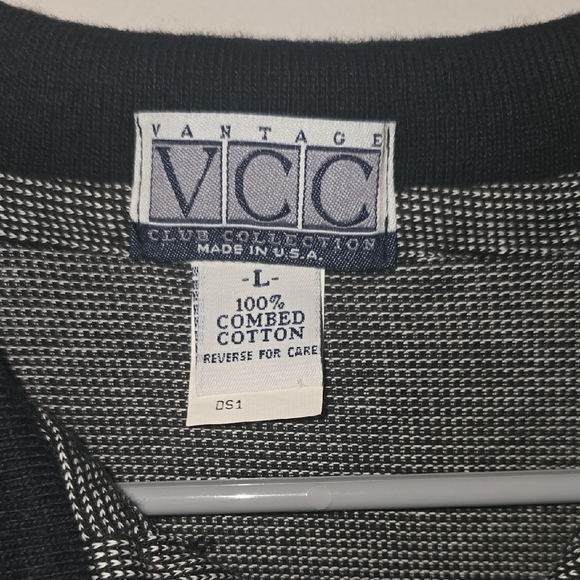 VANTAGE
VCC
CLUB COLLECTION
MADE IN U.S.A.
-L-
100%
COMBED
COTTON
REVERSE FOR CARE
DS1